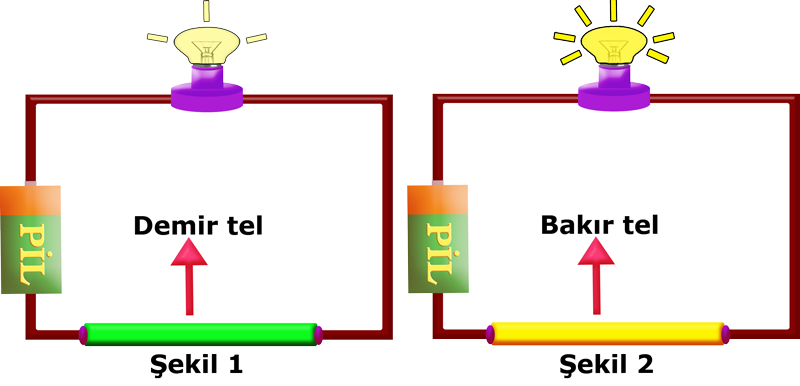 Demir tel
PİL
Şekil 1
Bakır tel
PİL
Şekil 2